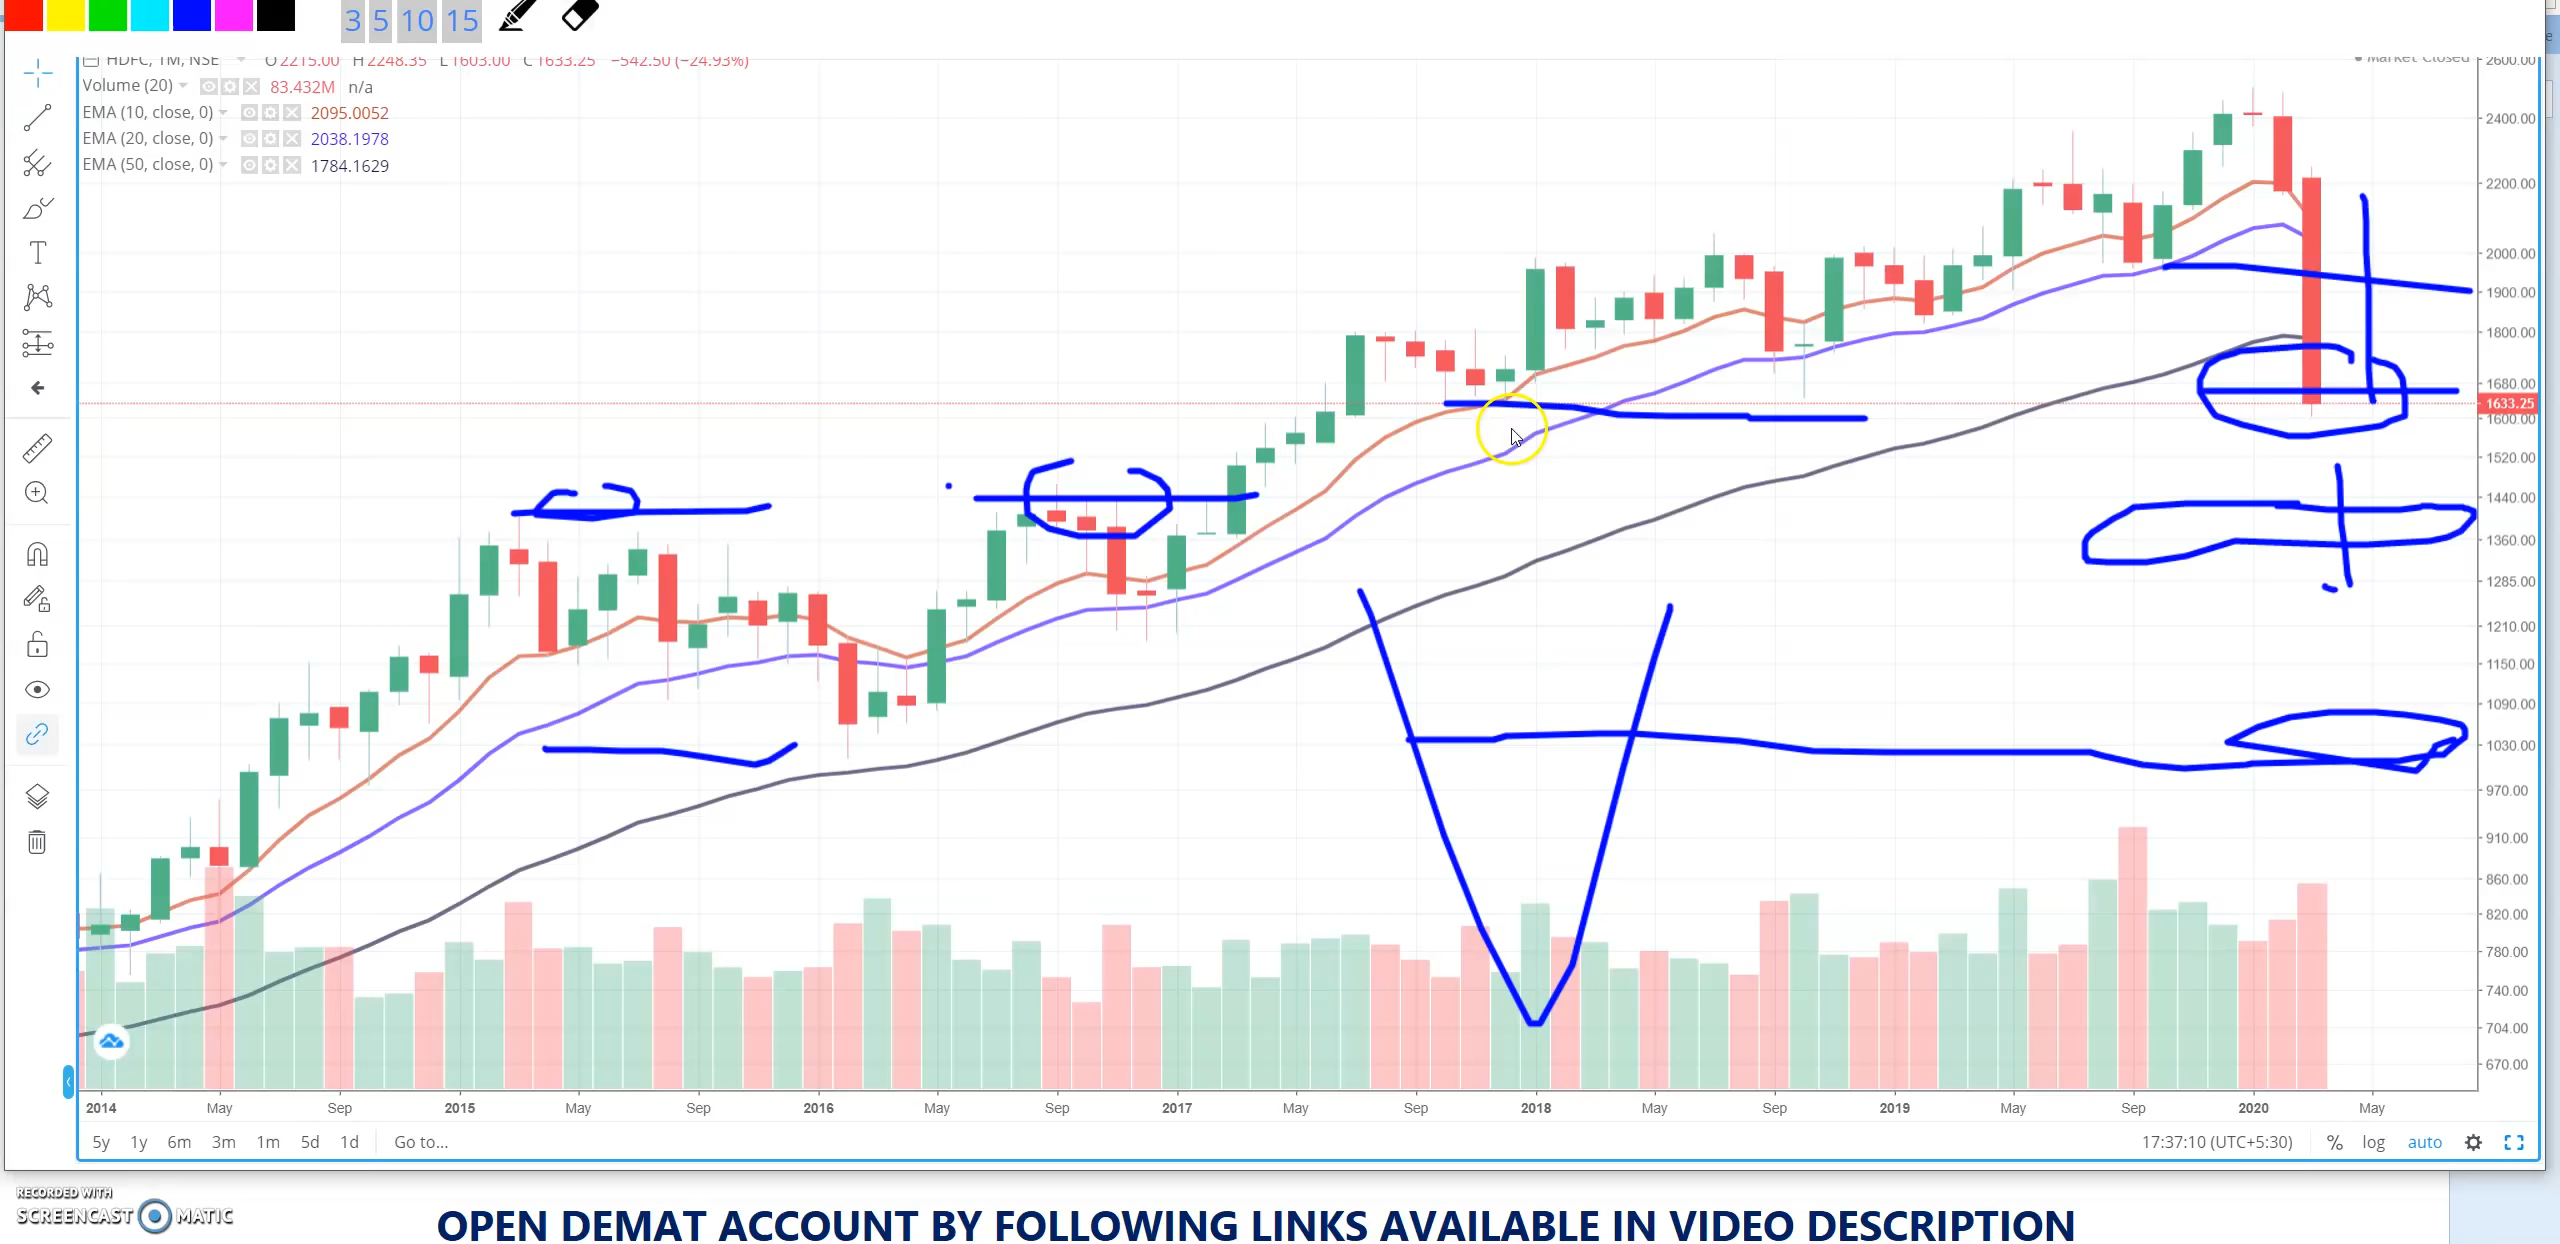 3 5 10 15
HDFC, 1M, NSE O2215.00 H2248.35 L1603.00 C1633.25 −542.50 (−24.93%)
Market Closed
Volume (20) 83.432M n/a
EMA (10, close, 0) 2095.0052
EMA (20, close, 0) 2038.1978
EMA (50, close, 0) 1784.1629
T
2600.00
2400.00
2200.00
2000.00
1900.00
1800.00
1680.00
1633.25
1600.00
1520.00
1440.00
1360.00
1285.00
1210.00
1150.00
1090.00
1030.00
970.00
910.00
860.00
820.00
780.00
740.00
704.00
670.00
2014 May Sep 2015 May Sep 2016 May Sep 2017 May Sep 2018 May Sep 2019 May Sep 2020 May
5y 1y 6m 3m 1m 5d 1d Go to... 17:37:10 (UTC+5:30) % log auto
RECORDED WITH
SCREENCAST MATIC
OPEN DEMAT ACCOUNT BY FOLLOWING LINKS AVAILABLE IN VIDEO DESCRIPTION